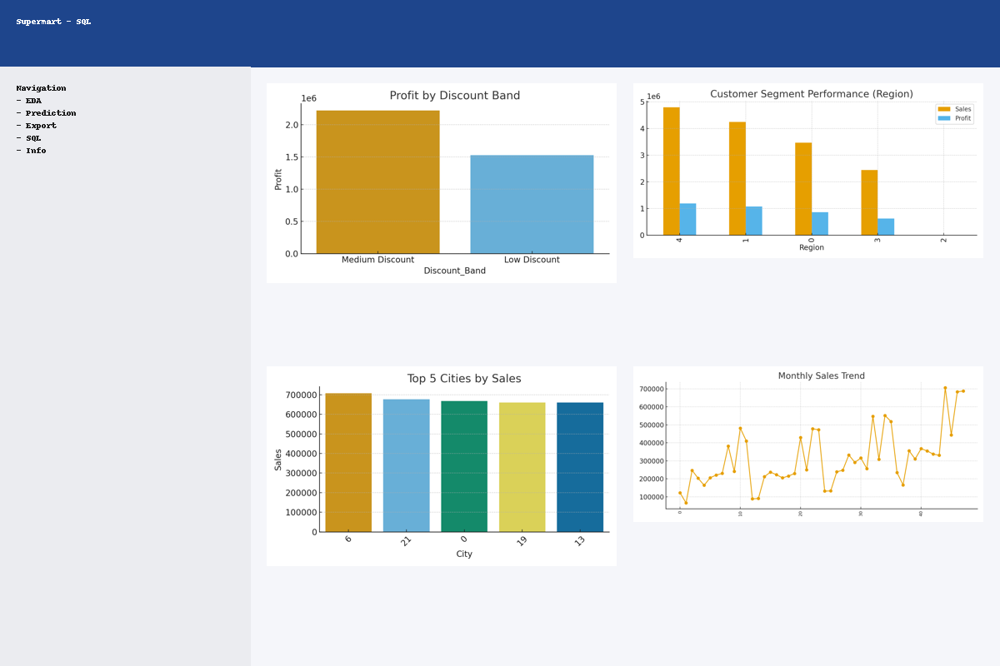 Supermart - SQL
Navigation
- EDA
- Prediction
- Export
- SQL
- Info
Profit by Discount Band
1e6
2.0
1.5
1.0
0.5
0.0
Profit
Medium Discount Low Discount
Discount_Band
Customer Segment Performance (Region)
1e6
5
4
3
2
1
0
Sales
Profit
4 1 0 3 2
Region
Top 5 Cities by Sales
700000
600000
500000
400000
300000
200000
100000
0
Sales
6 21 0 19 13
City
Monthly Sales Trend
700000
600000
500000
400000
300000
200000
100000
0 10 20 30 40